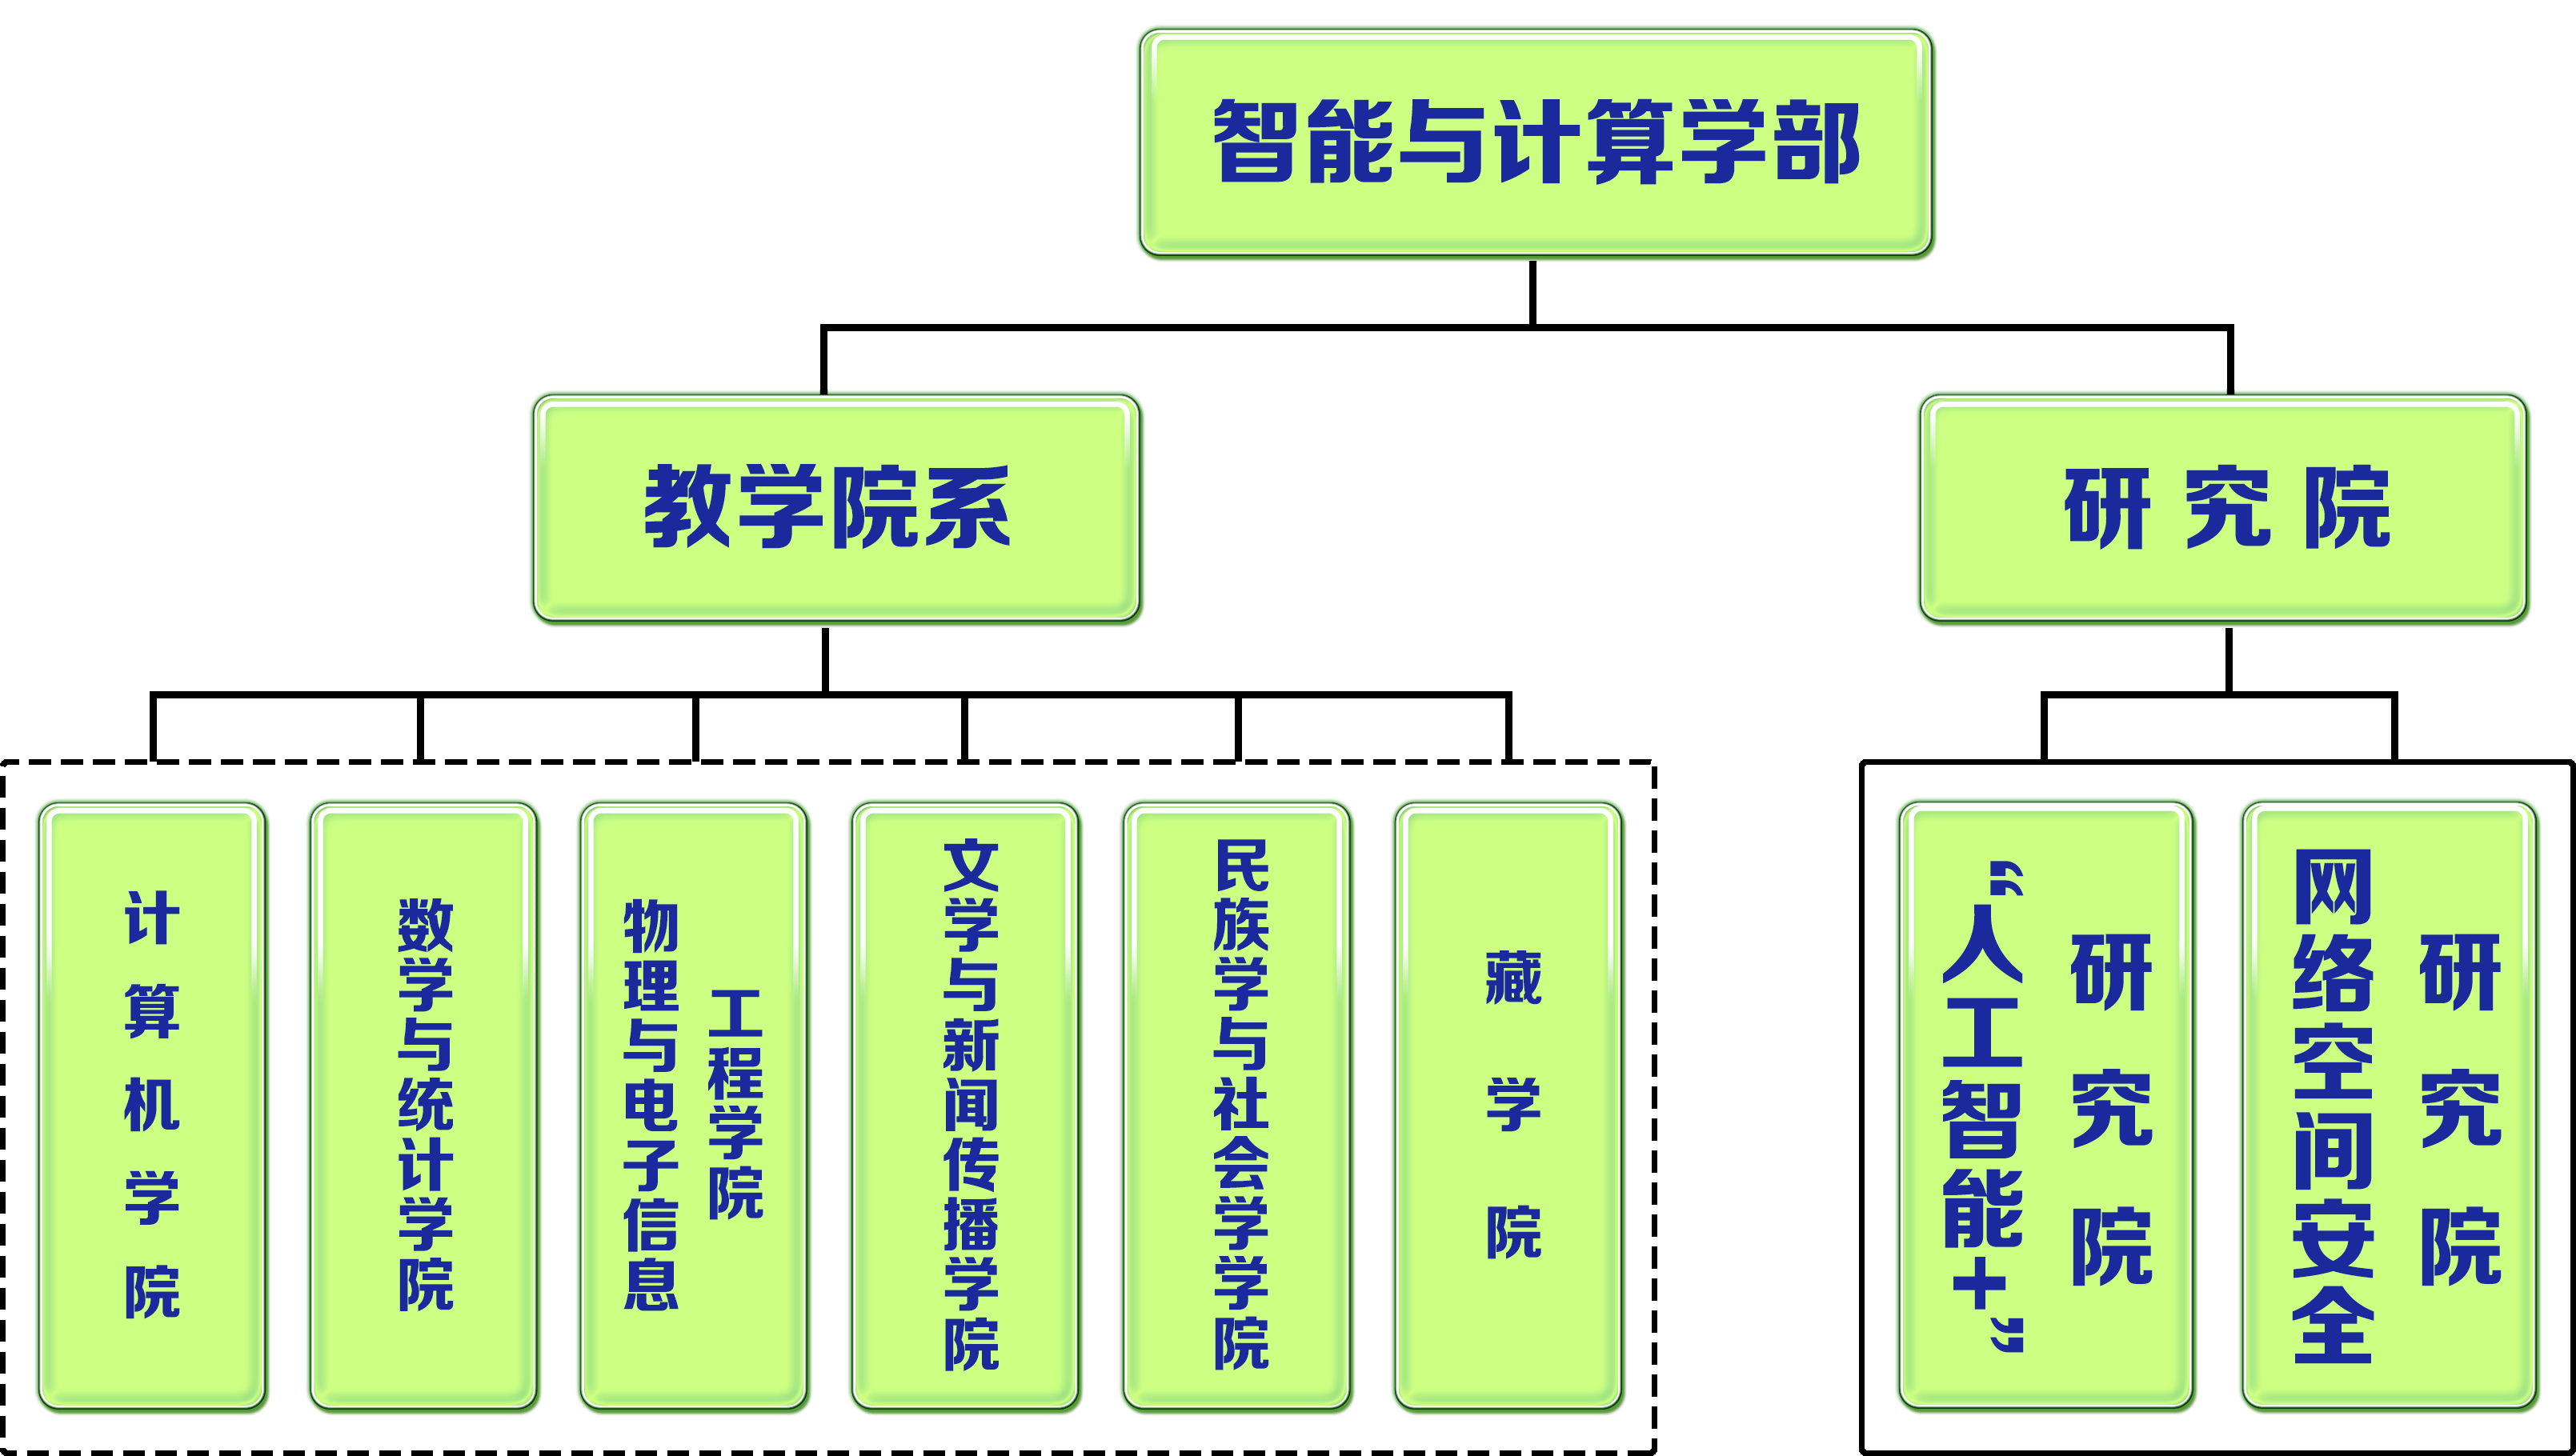 智能与计算学部
教学院系
研究院
计算机学院
数学与统计学院
物理与电子信息
工程学院
文学与新闻传播学院
民族学与社会学学院
藏学院
“人工智能+”
研究院
网络空间安全
研究院